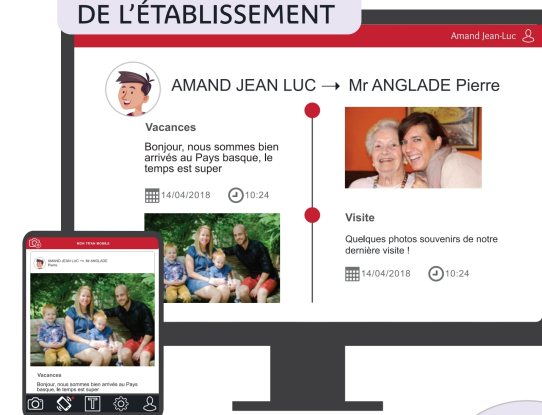 DE L'ÉTABLISSEMENT
Amand Jean-Luc
AMAND JEAN LUC → Mr ANGLADE Pierre
Vacances
Bonjour, nous sommes bien
arrivés au Pays basque, le
temps est super
14/04/2018 10:24
Visite
Quelques photos souvenirs de notre
dernière visite !
14/04/2018 10:24
AMAND JEAN LUC → Mr ANGLADE
Pierre
Vacances
Bonjour, nous sommes bien arrivés au Pays
basque, le temps est super
T